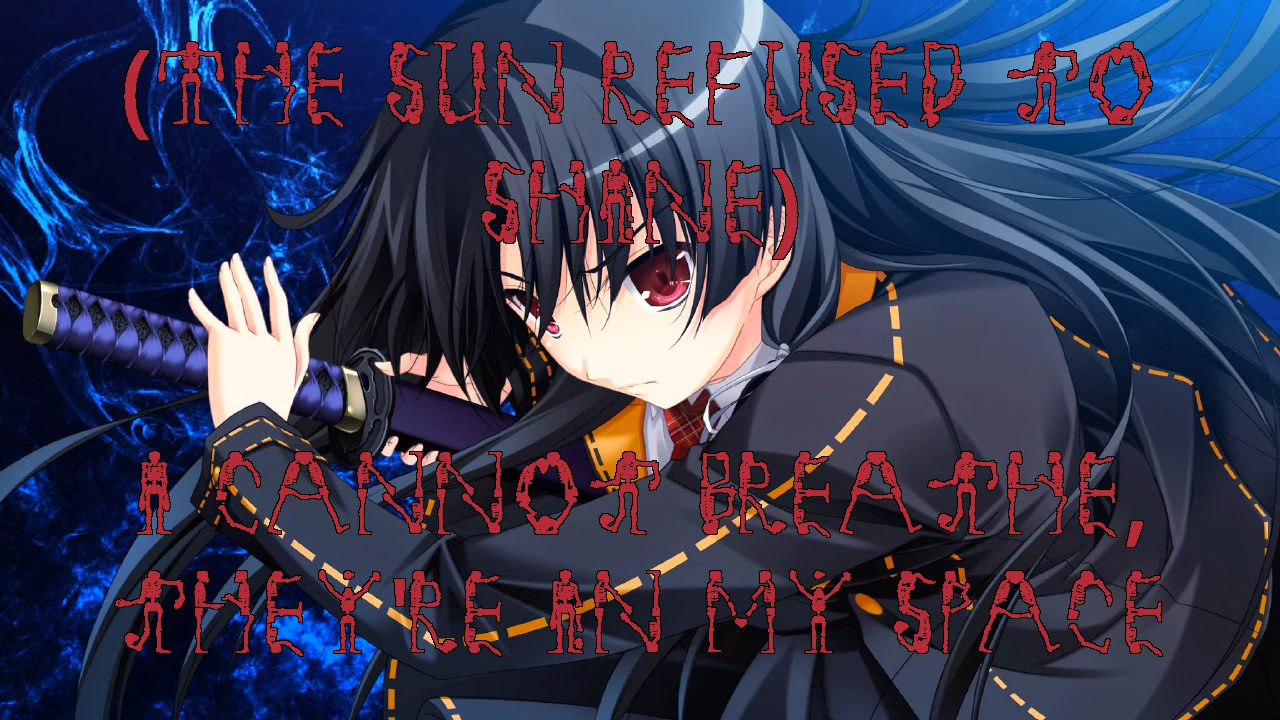 (THE SUN REFUSED TO
SHINE)
I CANNOT BREATHE,
THEY'RE IN MY SPACE